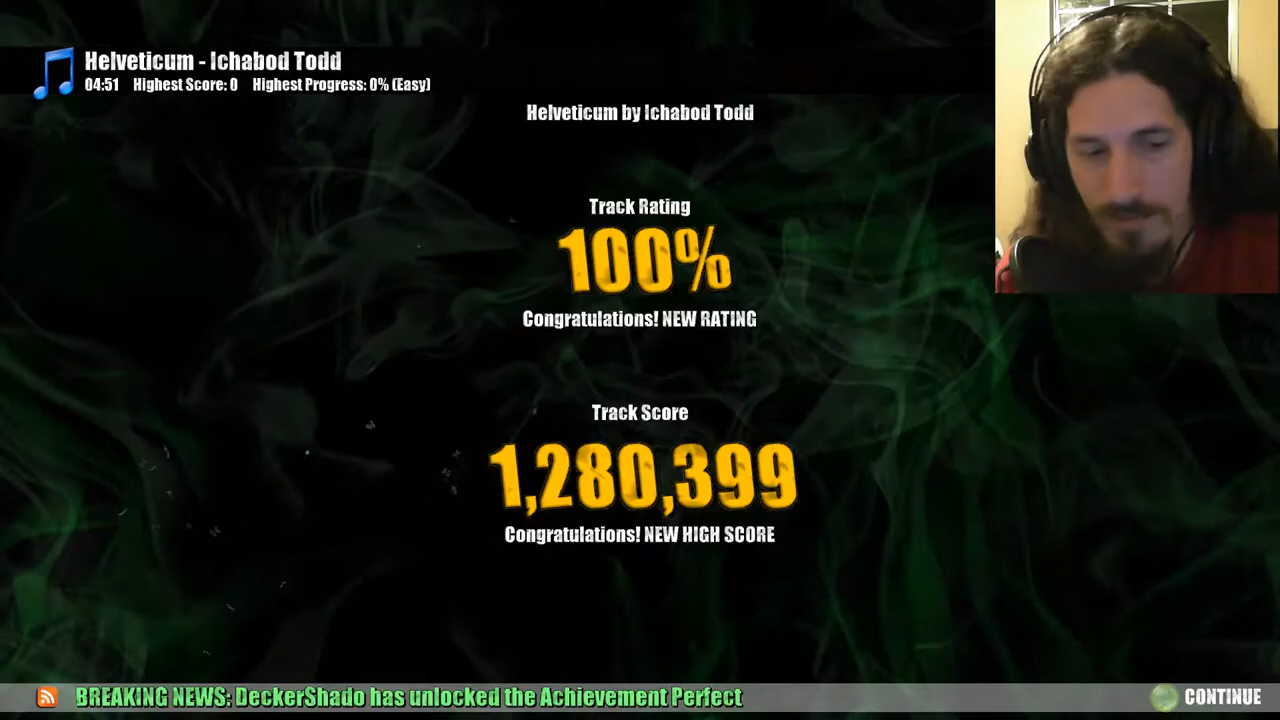 Helveticum - Ichabod Todd
04:51 Highest Score: 0 Highest Progress: 0% (Easy)
Helveticum by Ichabod Todd
Track Rating
100%
Congratulations! NEW RATING
Track Score
1,280,399
Congratulations! NEW HIGH SCORE
BREAKING NEWS: DeckerShado has unlocked the Achievement Perfect
CONTINUE